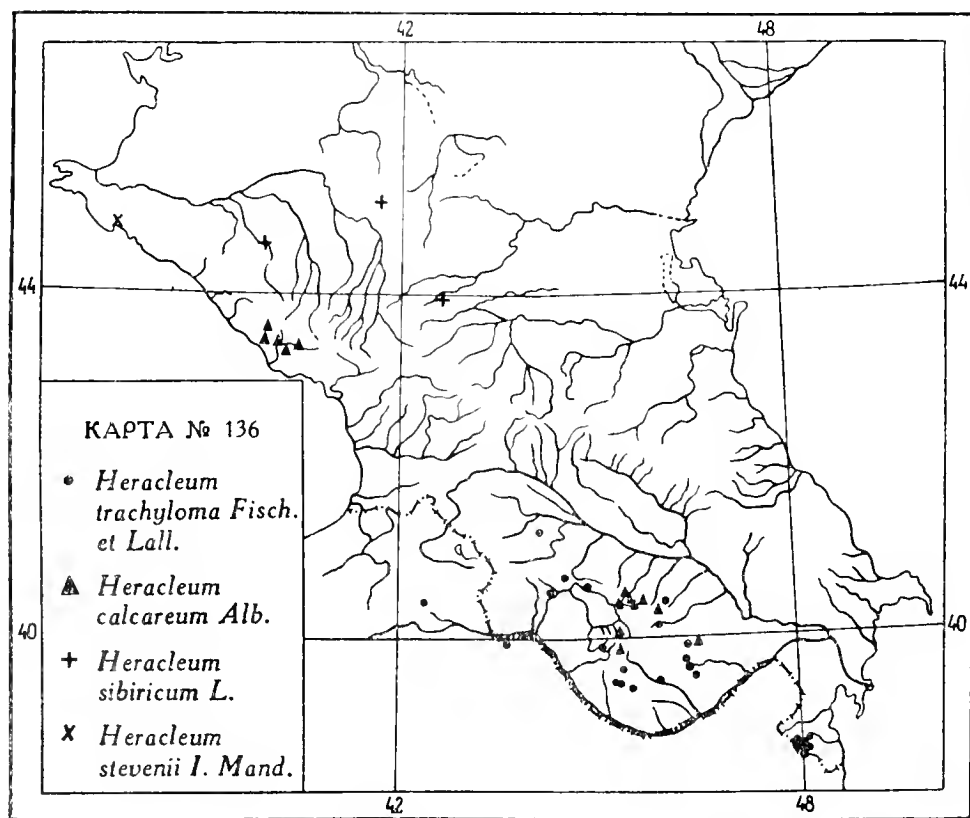 42 48
44 44
КАРТА № 136
Heracleum
trachyloma Fisch.
et Lall.
Heracleum
calcareum Alb.
Heracleum
sibiricum L.
Heracleum
stevenii I. Mand.
40 40
42 48